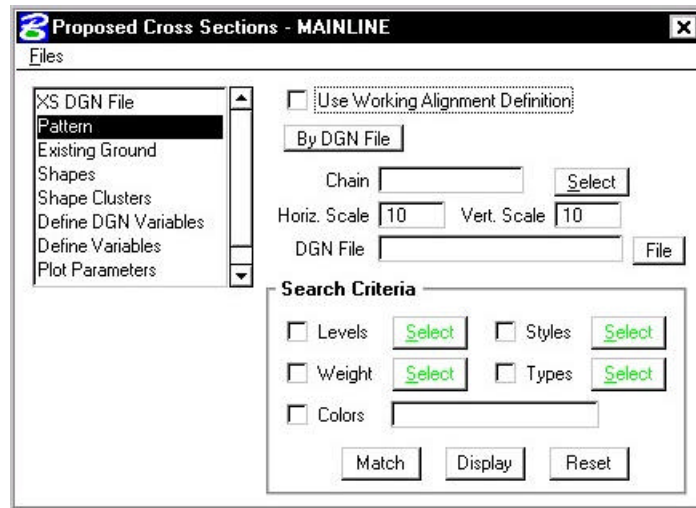 Proposed Cross Sections - MAINLINE
Files
XS DGN File
Pattern
Existing Ground
Shapes
Shape Clusters
Define DGN Variables
Define Variables
Plot Parameters
Use Working Alignment Definition
By DGN File
Chain Select
Horiz. Scale 10 Vert. Scale 10
DGN File File
Search Criteria
Levels Select Styles Select
Weight Select Types Select
Colors
Match Display Reset